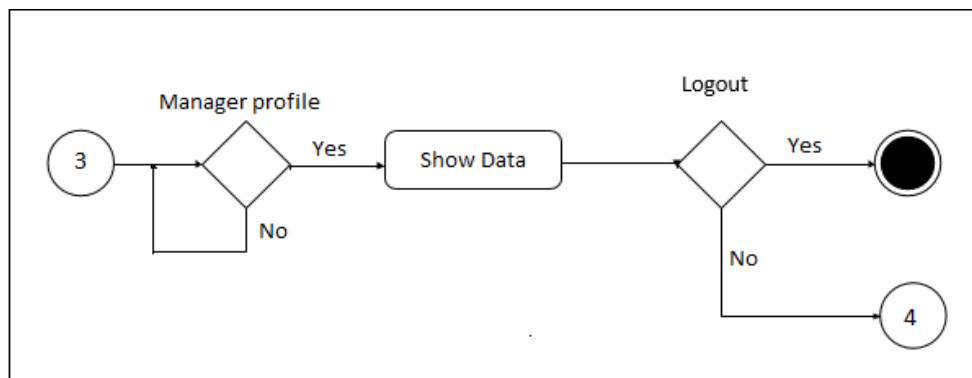 Manager profile
3
Yes
No
Show Data
Logout
Yes
No
4